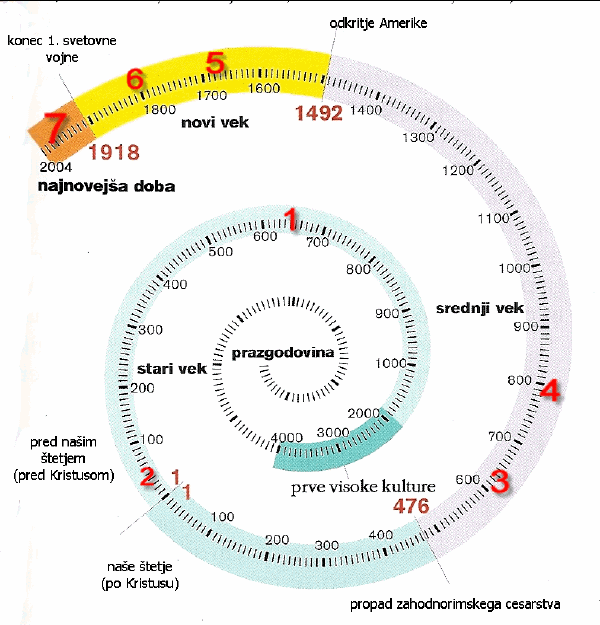 odkritje Amerike
konec 1. svetovne
vojne
5
6
7
1600
1700
1800
1492
1400
novi vek
1918
2004
1300
najnovejša doba
1200
1
1100
600
700
500
800
1000
400
900
srednji vek
300
900
prazgodovina
stari vek
1000
800
200
4
2000
3000
4000
100
700
pred našim
štetjem
(pred Kristusom)
2
1
1
600
3
prve visoke kulture
476
100
200
300
400
naše štetje
(po Kristusu)
propad zahodnorimskega cesarstva